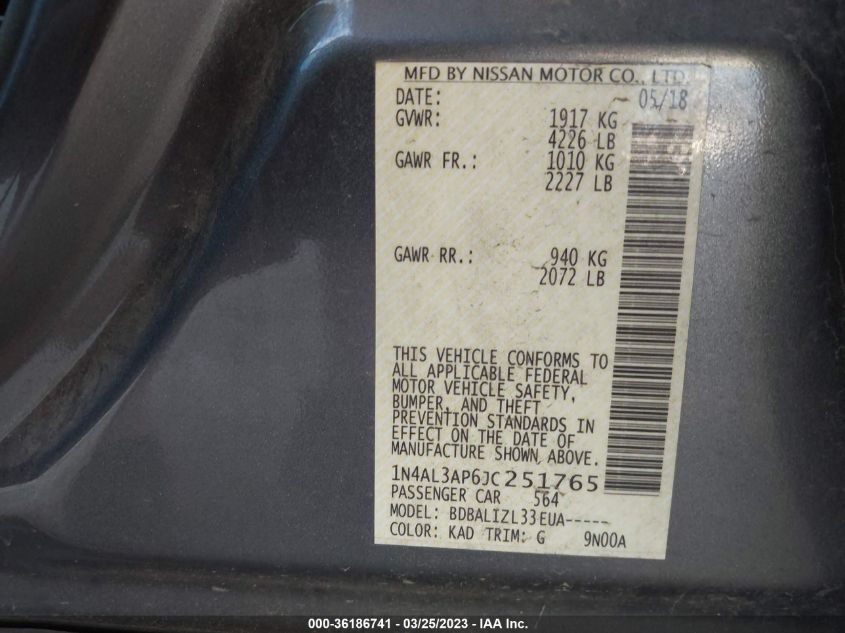 MFD BY NISSAN MOTOR CO., LTD.
DATE: 05/18
GVWR: 1917 KG
4226 LB
GAWR FR.: 1010 KG
2227 LB
GAWR RR.: 940 KG
2072 LB
THIS VEHICLE CONFORMS TO
ALL APPLICABLE FEDERAL
MOTOR VEHICLE SAFETY,
BUMPER, AND THEFT
PREVENTION STANDARDS IN
EFFECT ON THE DATE OF
MANUFACTURE SHOWN ABOVE.
1N4AL3AP6JC251765
PASSENGER CAR 564
MODEL: BDBALIZL33EUA-----
COLOR: KAD TRIM: G 9N00A
000-36186741 - 03/25/2023 - IAA Inc.